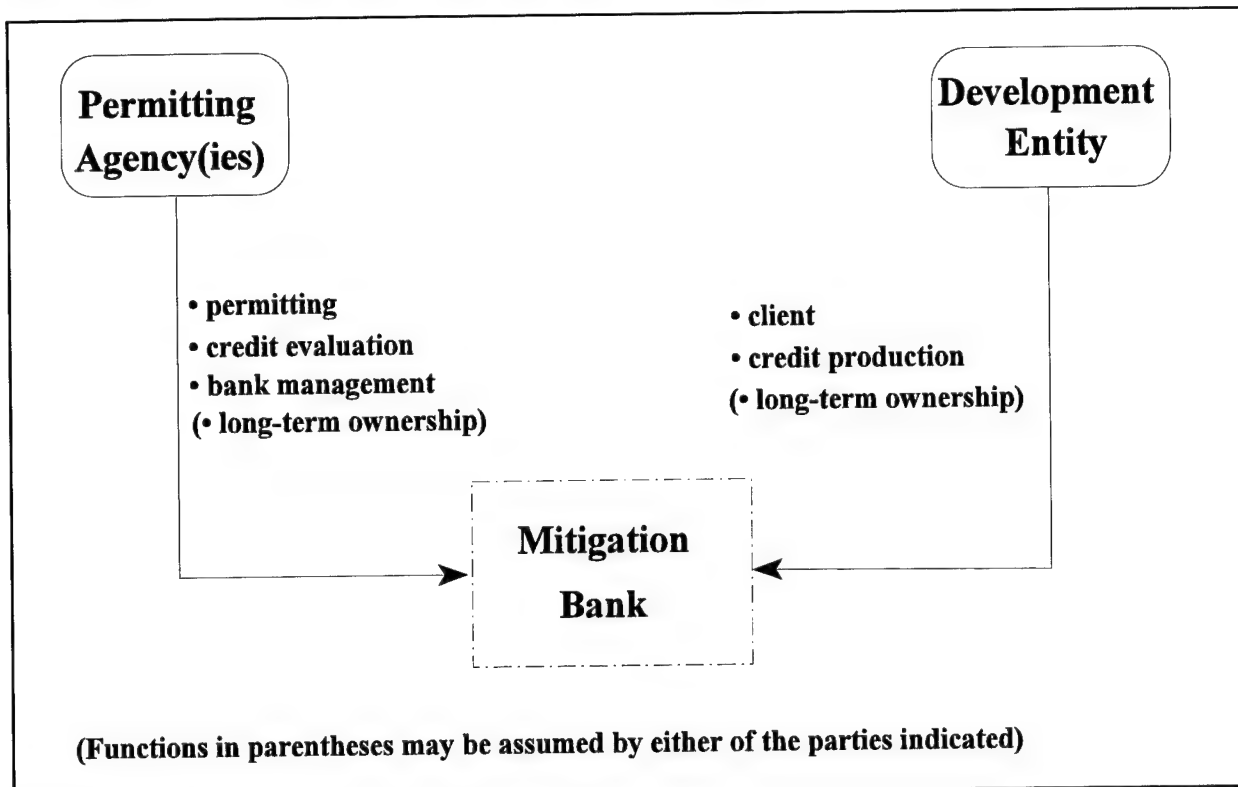 Permitting
Agency(ies)
Development
Entity
• permitting
• credit evaluation
• bank management
(• long-term ownership)
• client
• credit production
(• long-term ownership)
Mitigation
Bank
(Functions in parentheses may be assumed by either of the parties indicated)